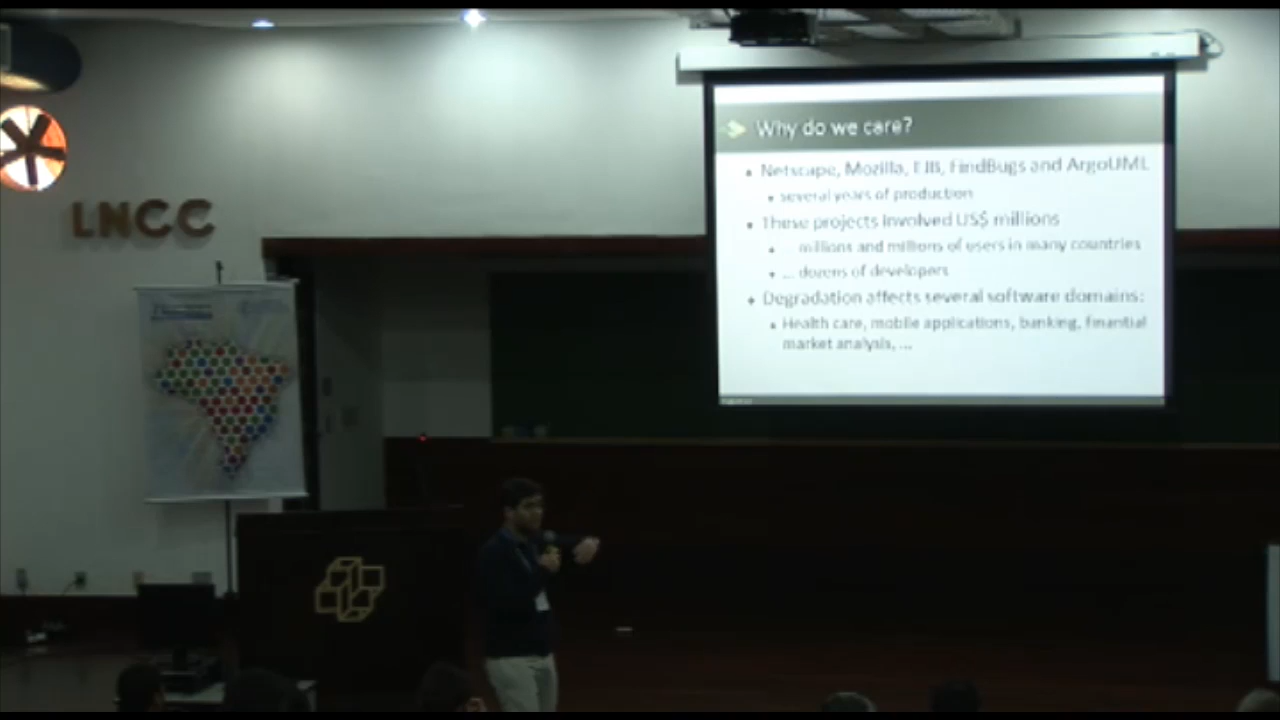 LNCC
Why do we care?
Netscape, Mozilla, EJB, FindBugs and ArgoUML
several years of production
These projects involved US$ millions
millions and millions of users in many countries
... dozens of developers
Degradation affects several software domains:
Health care, mobile applications, banking, financial
market analysis, ...